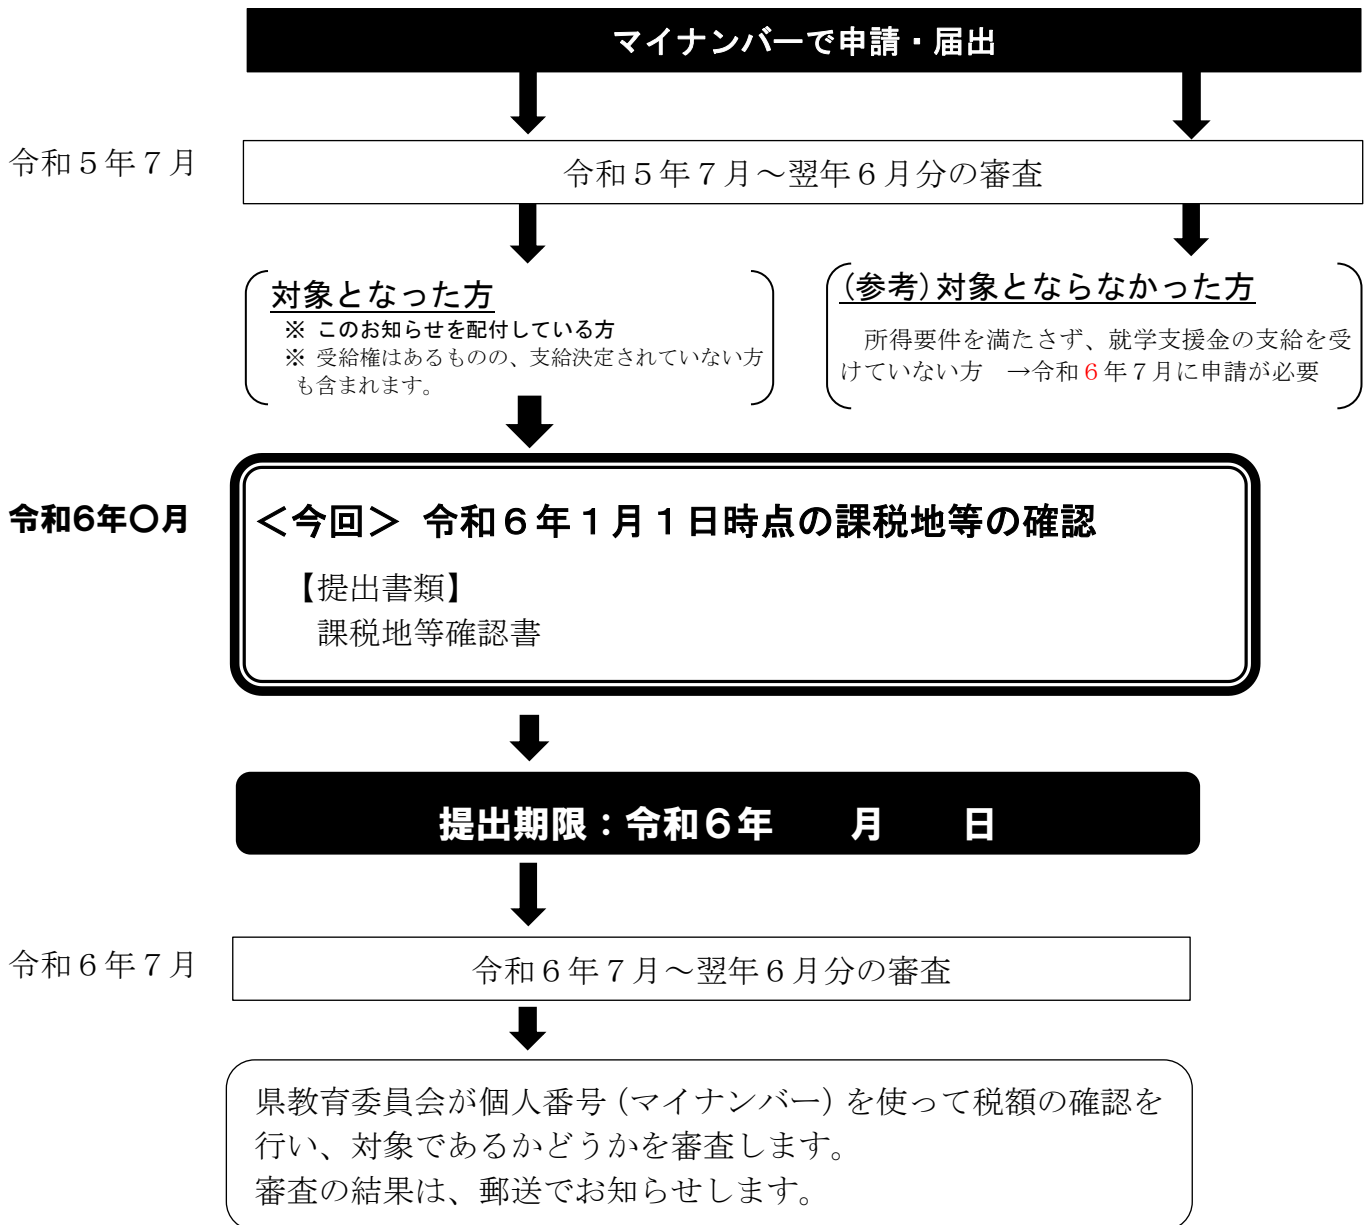 マイナンバーで申請・届出
令和５年７月
令和５年７月～翌年６月分の審査
対象となった方
※ このお知らせを配付している方
※ 受給権はあるものの、支給決定されていない方
も含まれます。
(参考)対象とならなかった方
所得要件を満たさず、就学支援金の支給を受
けていない方　→令和６年７月に申請が必要
令和6年〇月
＜今回＞ 令和６年１月１日時点の課税地等の確認
【提出書類】
課税地等確認書
提出期限：令和６年　　月　　日
令和６年７月
令和６年７月～翌年６月分の審査
県教育委員会が個人番号（マイナンバー）を使って税額の確認を
行い、対象であるかどうかを審査します。
審査の結果は、郵送でお知らせします。